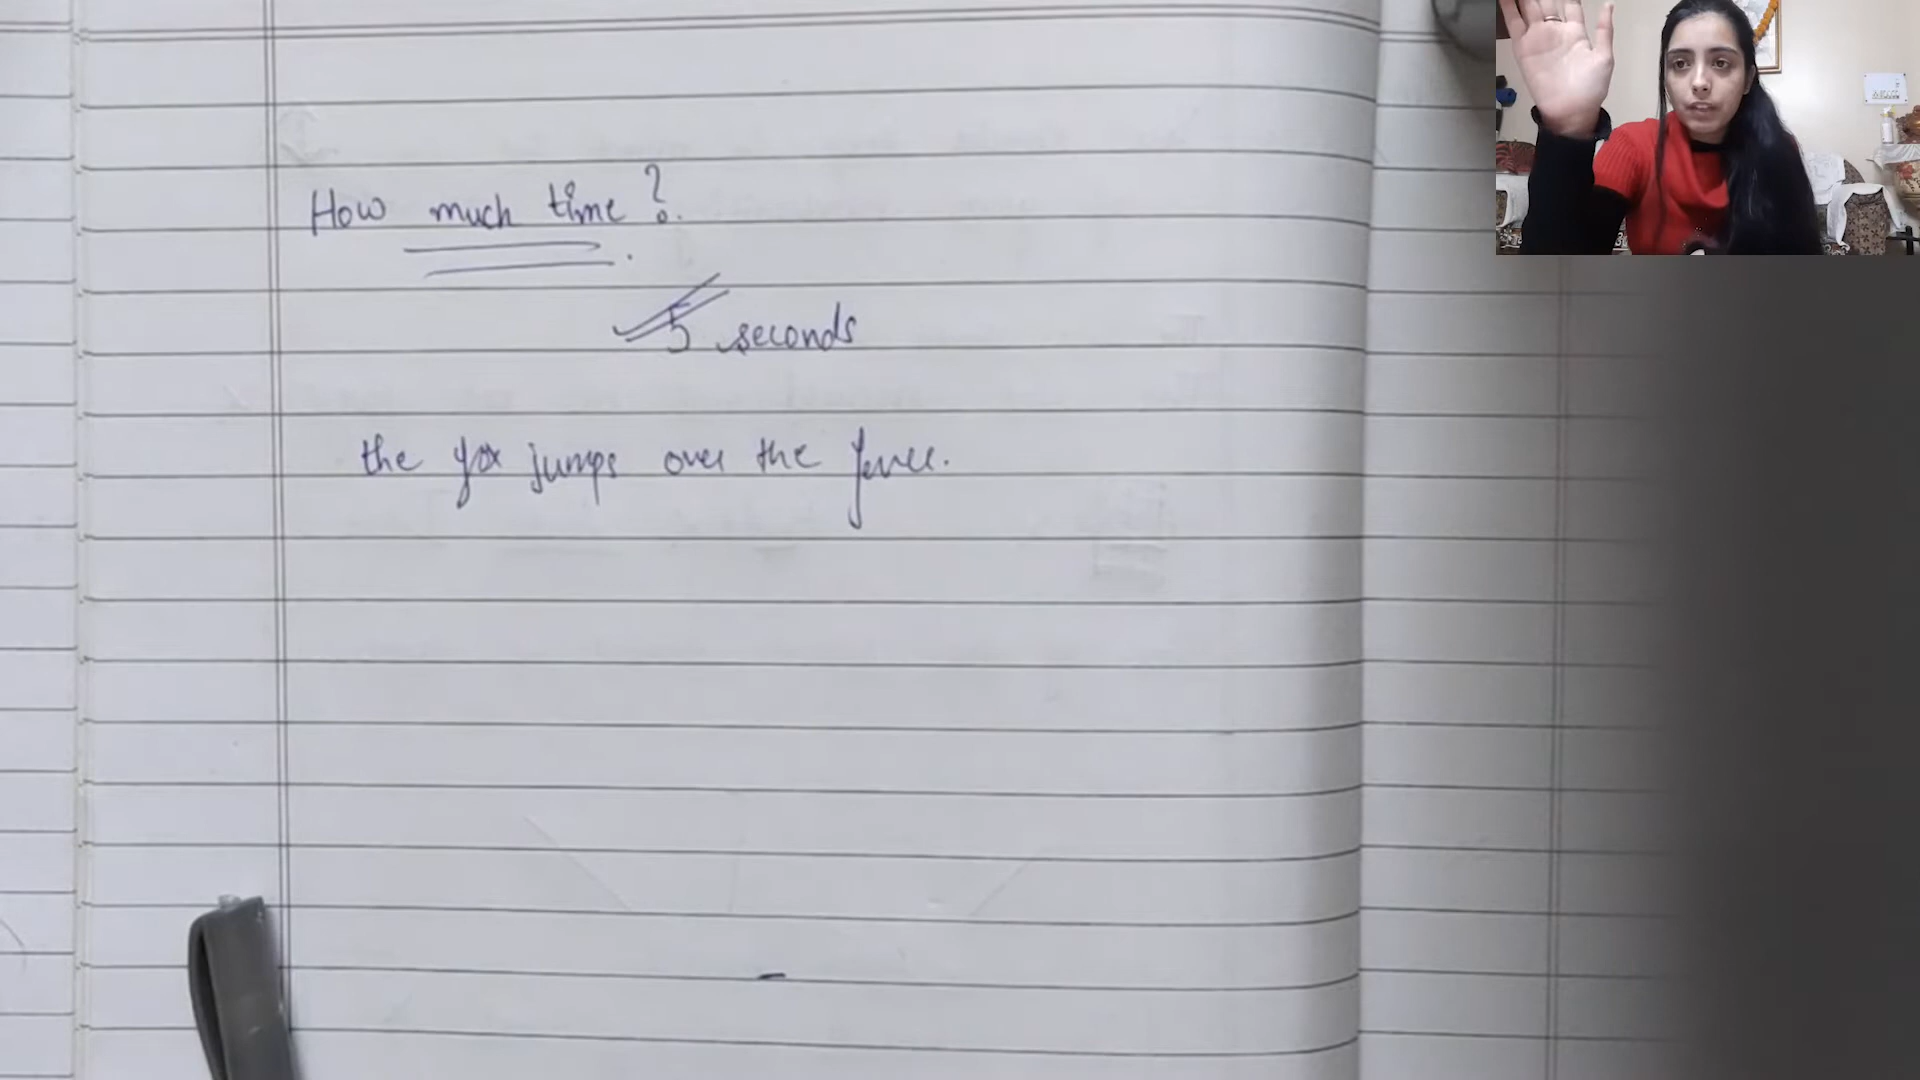 How much time ?.
5 seconds
the fox jumps over the fence.